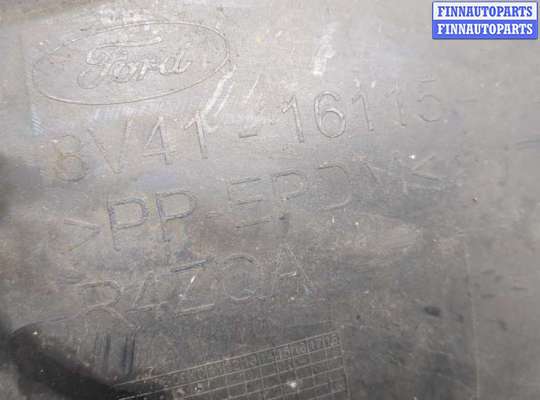 FINNAUTOPARTS
FINNAUTOPARTS
Ford
8V41-16115-
>PP EPDM<
R4ZQA